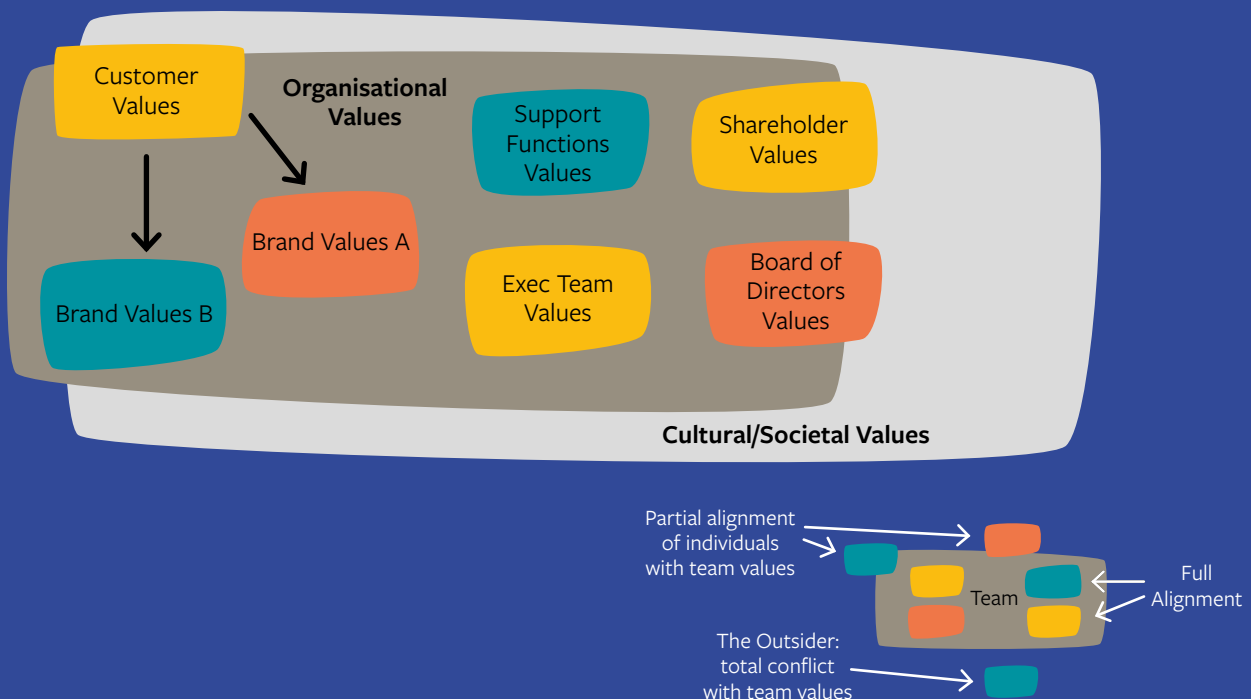 Customer
Values
Organisational
Values
Support
Functions
Values
Shareholder
Values
Brand Values A
Brand Values B
Exec Team
Values
Board of
Directors
Values
Cultural/Societal Values
Partial alignment
of individuals
with team values
Team
Full
Alignment
The Outsider:
total conflict
with team values